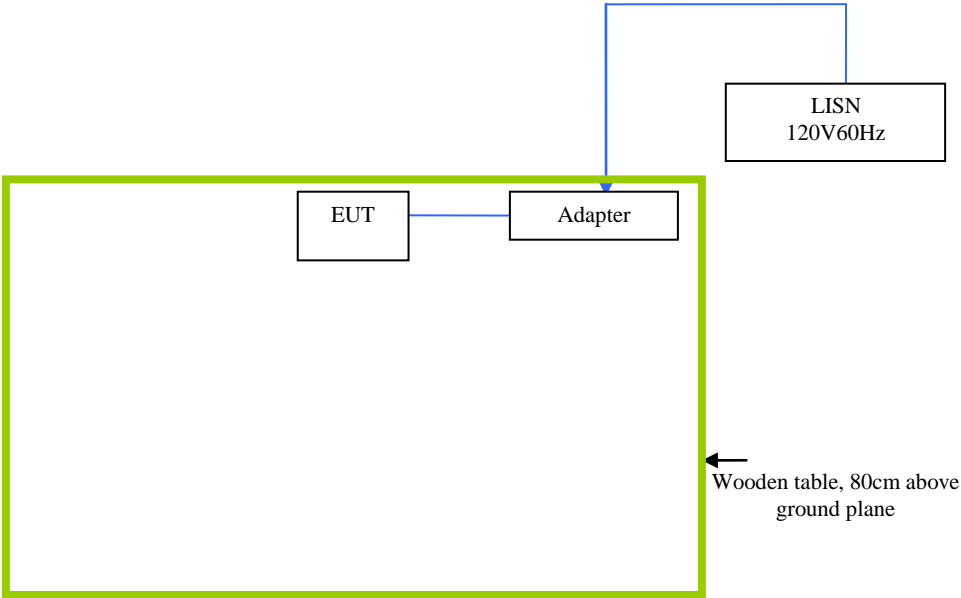 LISN
120V60Hz
EUT
Adapter
Wooden table, 80cm above
ground plane